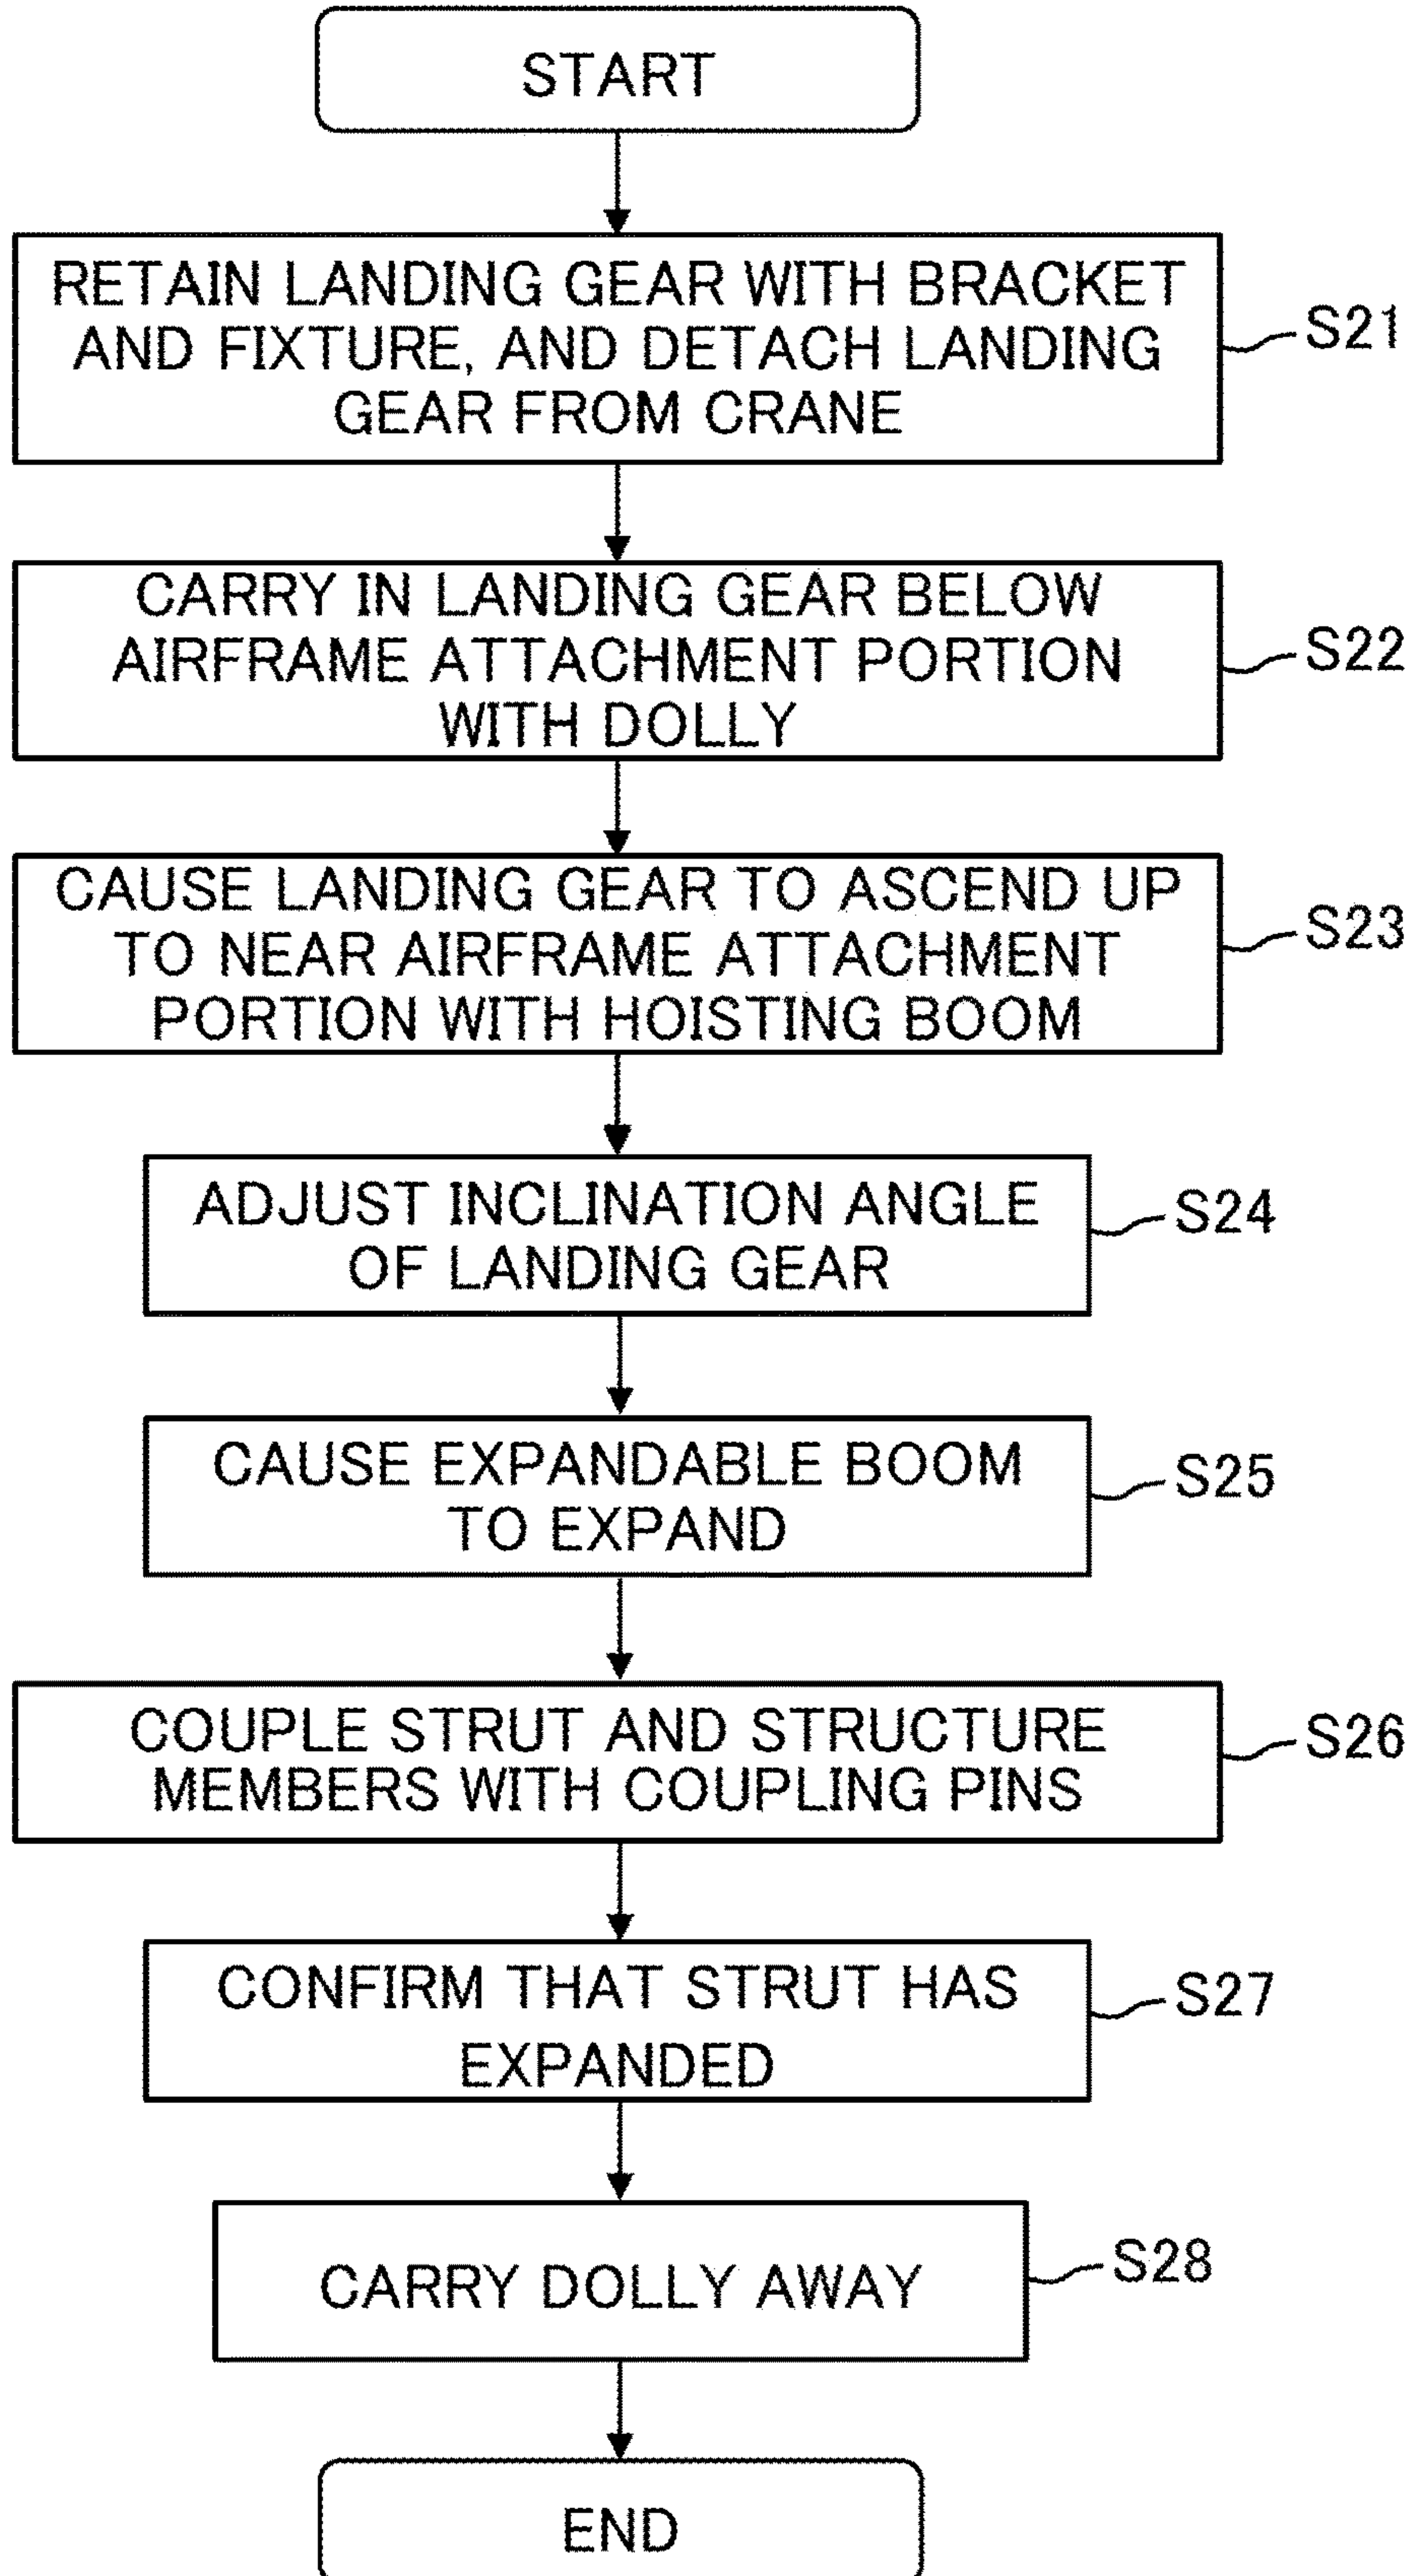 START
RETAIN LANDING GEAR WITH BRACKET
AND FIXTURE, AND DETACH LANDING
GEAR FROM CRANE
S21
CARRY IN LANDING GEAR BELOW
AIRFRAME ATTACHMENT PORTION
WITH DOLLY
S22
CAUSE LANDING GEAR TO ASCEND UP
TO NEAR AIRFRAME ATTACHMENT
PORTION WITH HOISTING BOOM
S23
ADJUST INCLINATION ANGLE
OF LANDING GEAR
S24
CAUSE EXPANDABLE BOOM
TO EXPAND
S25
COUPLE STRUT AND STRUCTURE
MEMBERS WITH COUPLING PINS
S26
CONFIRM THAT STRUT HAS
EXPANDED
S27
CARRY DOLLY AWAY
S28
END